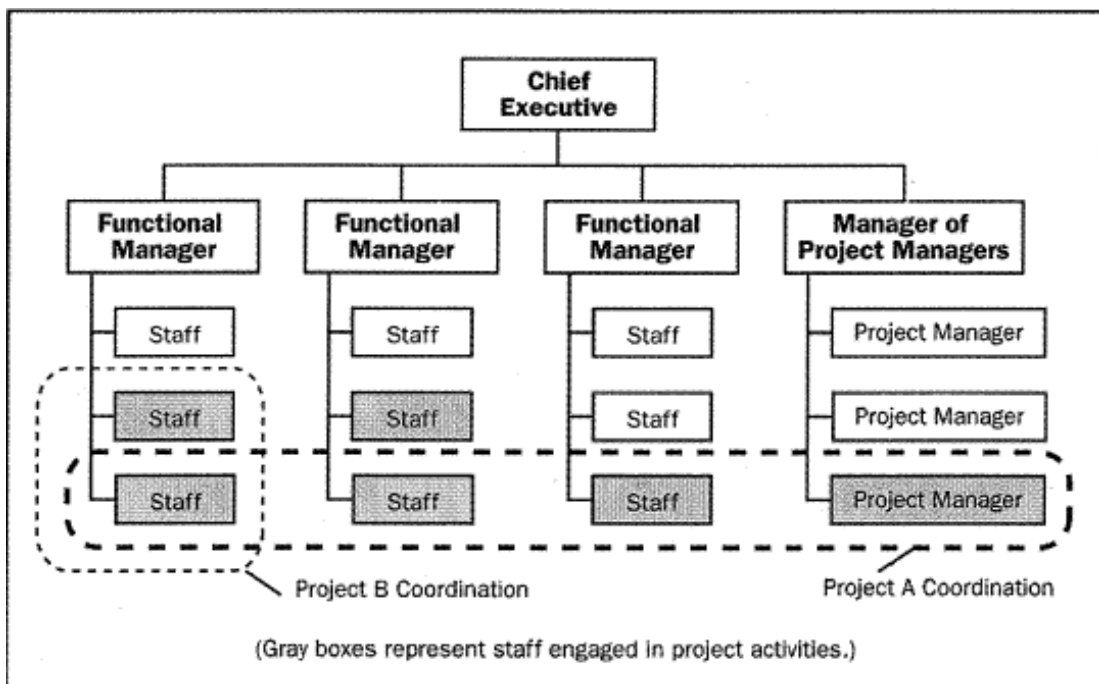 Chief
Executive
Functional
Manager
Functional
Manager
Functional
Manager
Manager of
Project Managers
Staff
Staff
Staff
Project Manager
Staff
Staff
Staff
Project Manager
Staff
Staff
Staff
Project Manager
Project B Coordination
Project A Coordination
(Gray boxes represent staff engaged in project activities.)